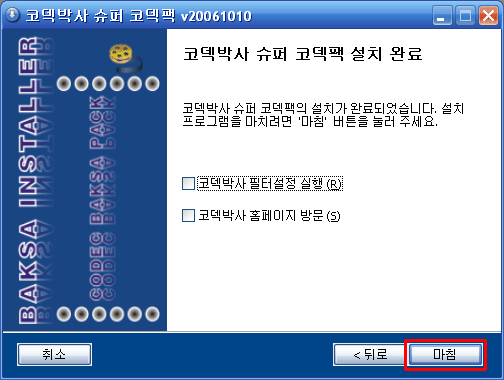 코덱박사 슈퍼 코덱팩 v20061010
BAKSA INSTALLER
CODEC BAKSA PACK
코덱박사 슈퍼 코덱팩 설치 완료
코덱박사 슈퍼 코덱팩의 설치가 완료되었습니다. 설치
프로그램을 마치려면 '마침' 버튼을 눌러 주세요.
코덱박사 필터설정 실행(R)
코덱박사 홈페이지 방문(S)
취소
< 뒤로
마침